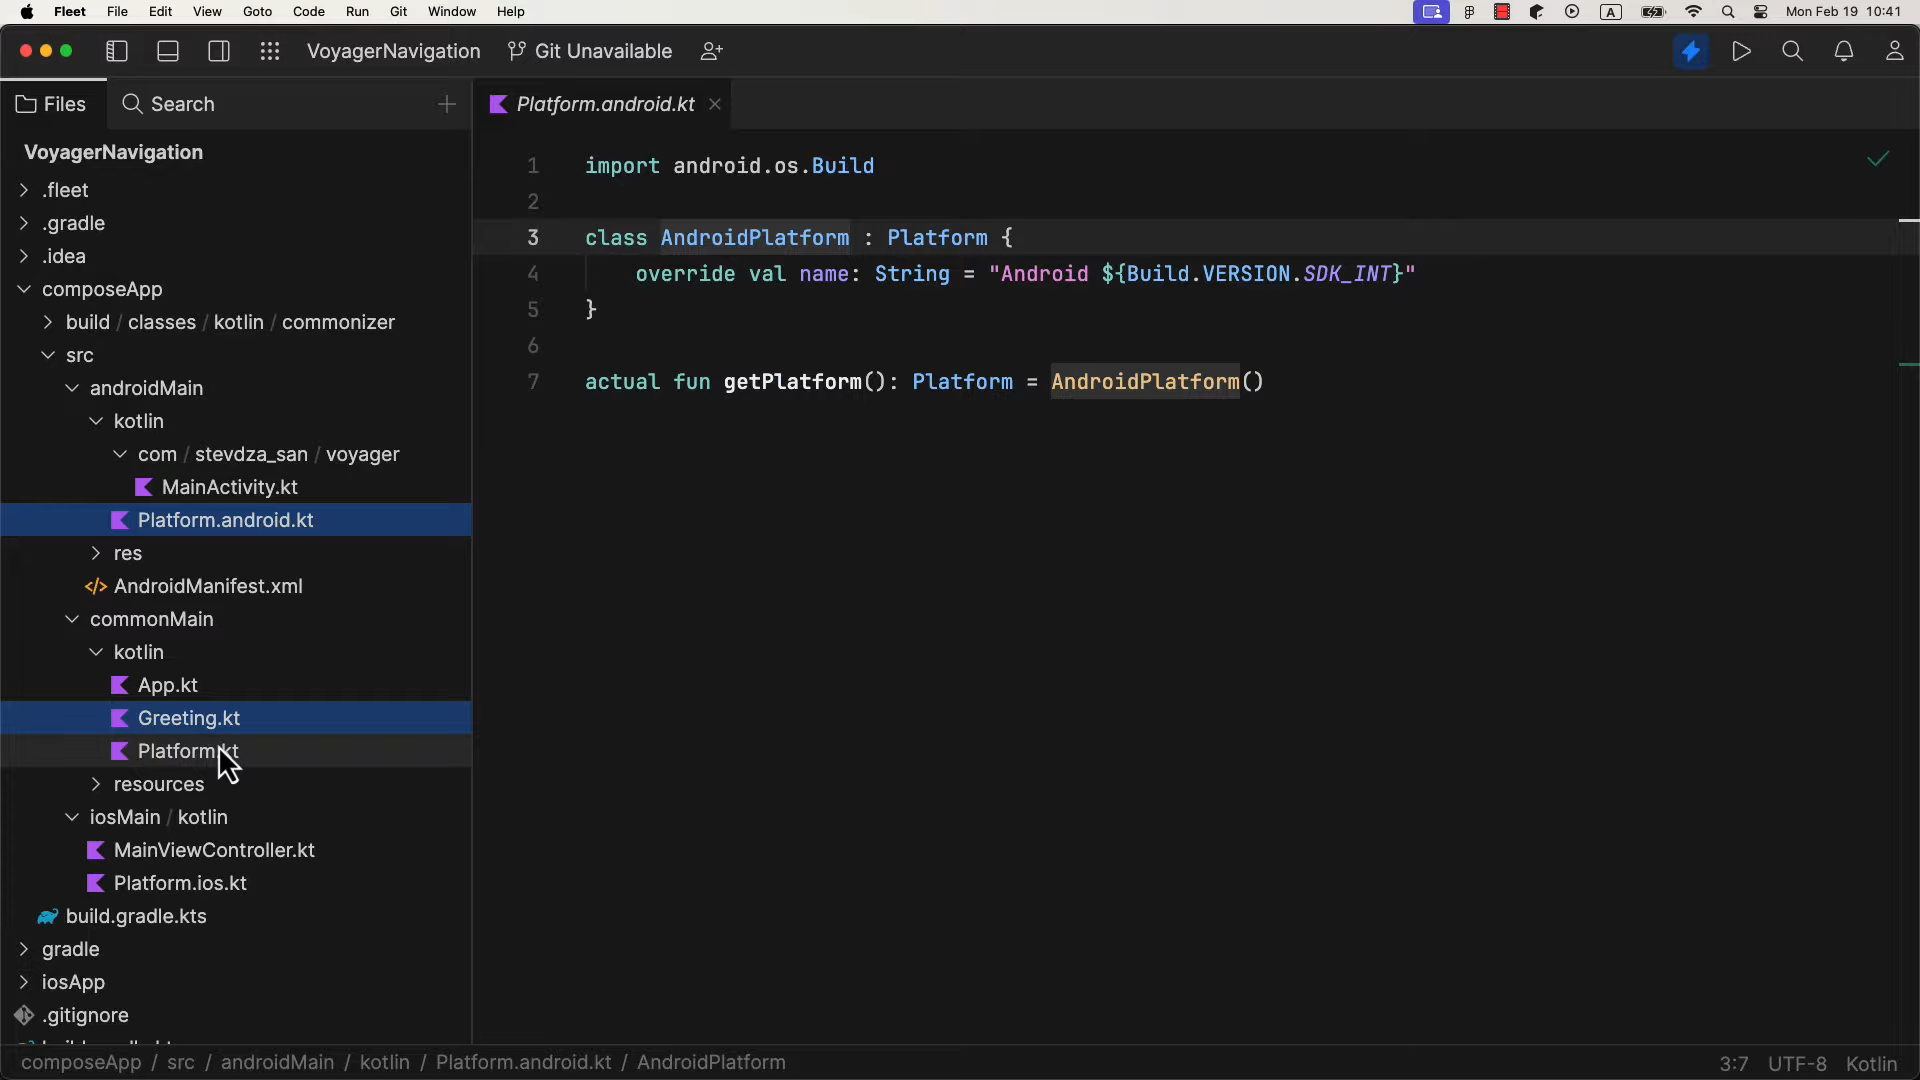 Fleet File Edit View Goto Code Run Git Window Help A Mon Feb 19 10:41
VoyagerNavigation Git Unavailable
Files Search Platform.android.kt
VoyagerNavigation
.fleet
.gradle
.idea
composeApp
build / classes / kotlin / commonizer
src
androidMain
kotlin
com / stevdza_san / voyager
MainActivity.kt
Platform.android.kt
res
AndroidManifest.xml
commonMain
kotlin
App.kt
Greeting.kt
Platform.kt
resources
iosMain / kotlin
MainViewController.kt
Platform.ios.kt
build.gradle.kts
gradle
iosApp
.gitignore
1 import android.os.Build
2
3 class AndroidPlatform : Platform {
4 override val name: String = "Android ${Build.VERSION.SDK_INT}"
5 }
6
7 actual fun getPlatform(): Platform = AndroidPlatform()
composeApp / src / androidMain / kotlin / Platform.android.kt / AndroidPlatform 3:7 UTF-8 Kotlin